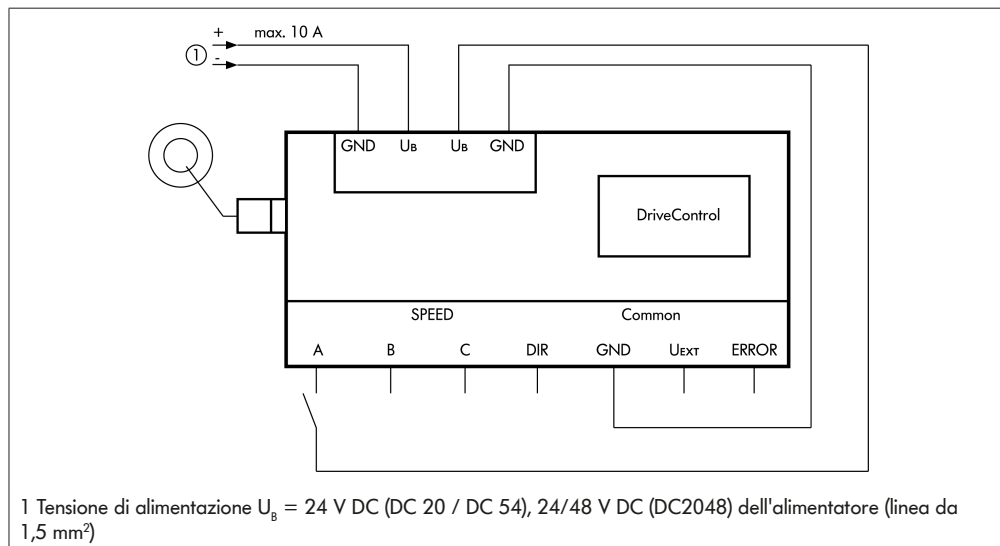 + max. 10 A
1
-
GND UB UB GND
DriveControl
SPEED Common
A B C DIR GND UEXT ERROR
1 Tensione di alimentazione UB = 24 V DC (DC 20 / DC 54), 24/48 V DC (DC2048) dell'alimentatore (linea da
1,5 mm²)